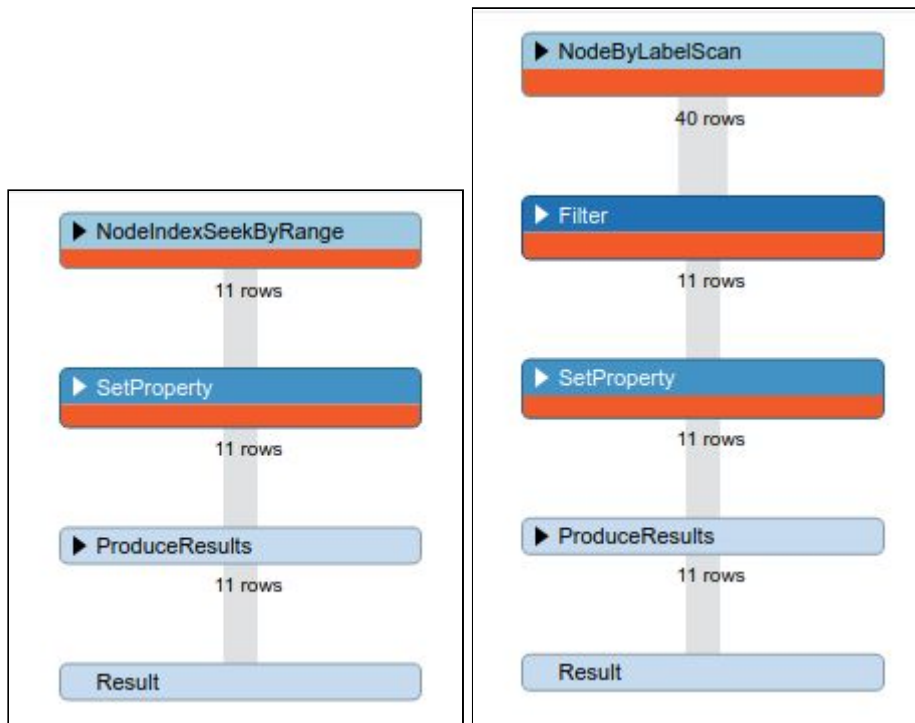 NodeIndexSeekByRange
11 rows
SetProperty
11 rows
ProduceResults
11 rows
Result
NodeByLabelScan
40 rows
Filter
11 rows
SetProperty
11 rows
ProduceResults
11 rows
Result